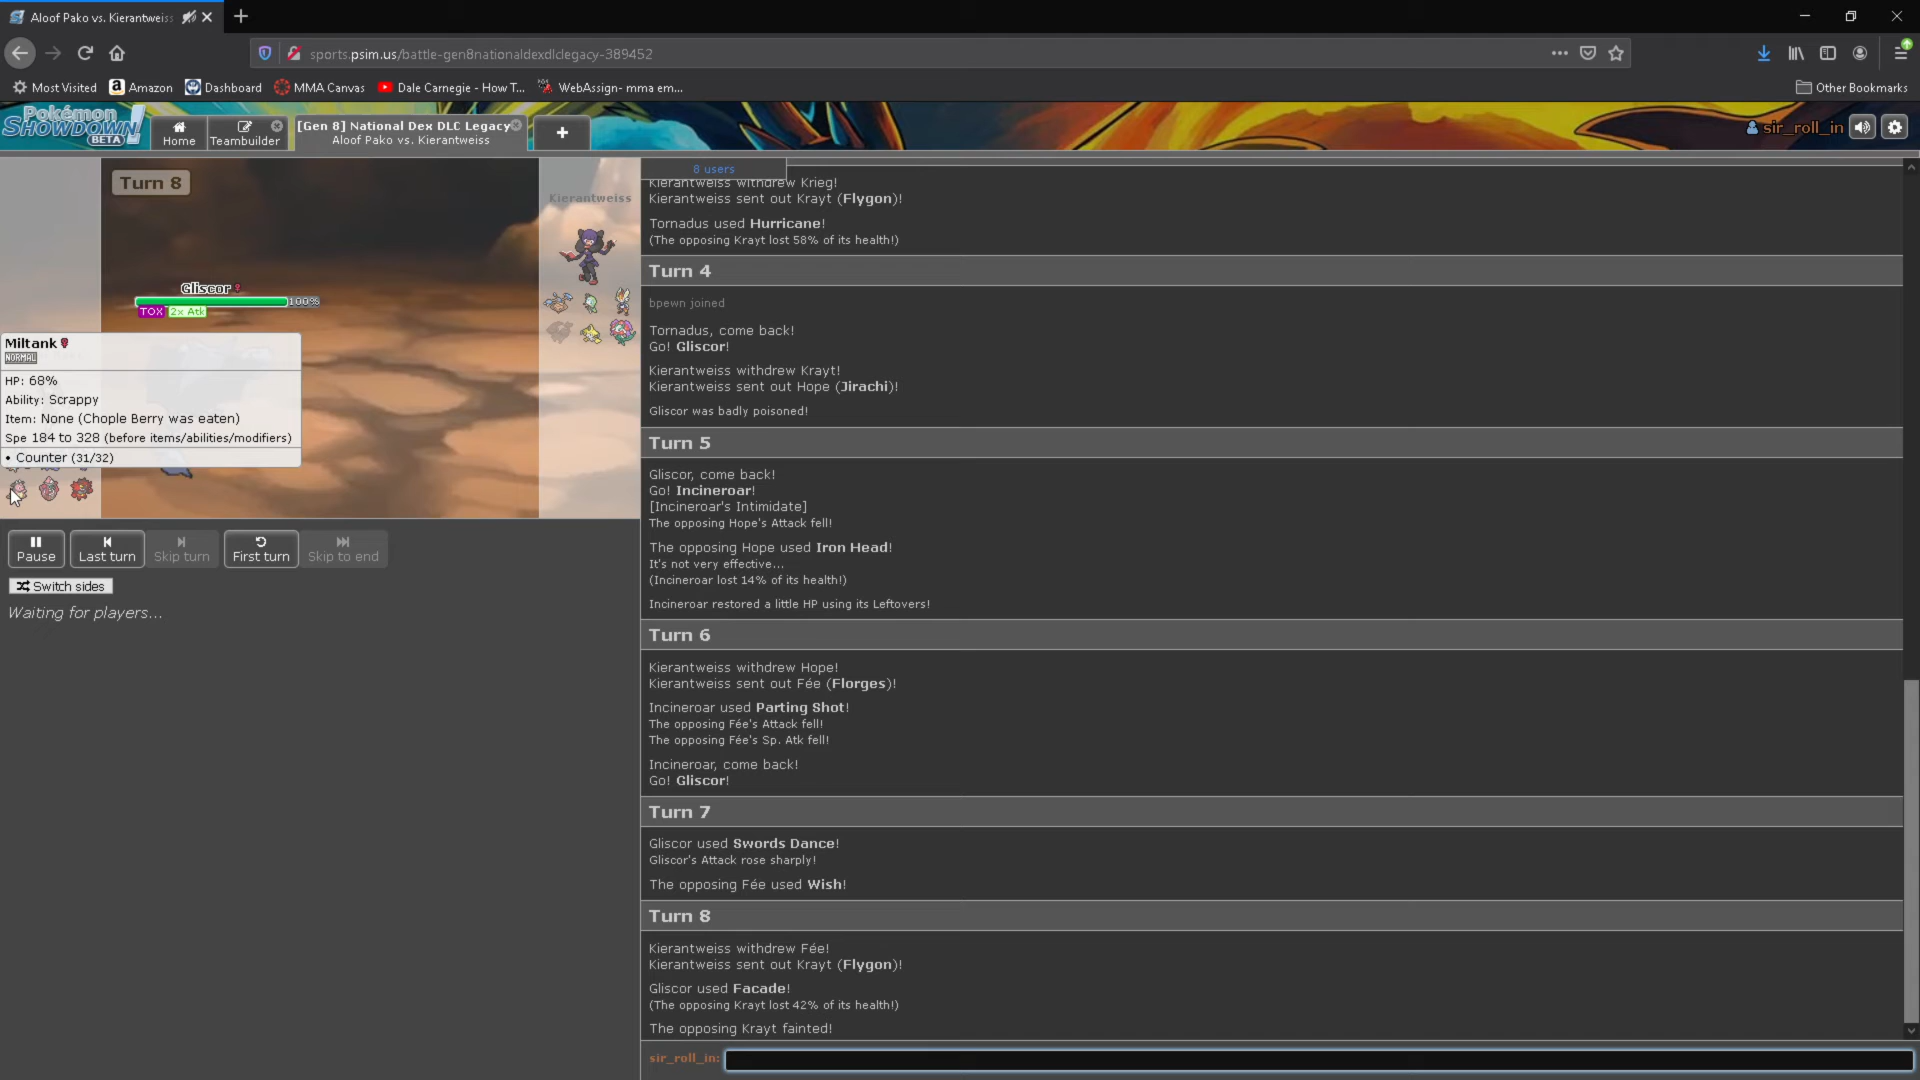 Aloof Pako vs. Kierantweiss
sports.psim.us/battle-gen8nationaldexdlclegacy-389452
Most Visited
Amazon
Dashboard
MMA Canvas
Dale Carnegie - How T...
WebAssign- mma em...
Other Bookmarks
Pokémon
SHOWDOWN!
BETA
Home
Teambuilder
[Gen 8] National Dex DLC Legacy
Aloof Pako vs. Kierantweiss
sir_roll_in
Turn 8
Kierantweiss
Gliscor
100%
TOX 2x Atk
Miltank
NORMAL
HP: 68%
Ability: Scrappy
Item: None (Chople Berry was eaten)
Spe 184 to 328 (before items/abilities/modifiers)
• Counter (31/32)
Pause
Last turn
Skip turn
First turn
Skip to end
Switch sides
Waiting for players...
8 users
Kierantweiss withdrew Krieg!
Kierantweiss sent out Krayt (Flygon)!
Tornadus used Hurricane!
(The opposing Krayt lost 58% of its health!)
Turn 4
bpewn joined
Tornadus, come back!
Go! Gliscor!
Kierantweiss withdrew Krayt!
Kierantweiss sent out Hope (Jirachi)!
Gliscor was badly poisoned!
Turn 5
Gliscor, come back!
Go! Incineroar!
[Incineroar's Intimidate]
The opposing Hope's Attack fell!
The opposing Hope used Iron Head!
It's not very effective...
(Incineroar lost 14% of its health!)
Incineroar restored a little HP using its Leftovers!
Turn 6
Kierantweiss withdrew Hope!
Kierantweiss sent out Fée (Florges)!
Incineroar used Parting Shot!
The opposing Fée's Attack fell!
The opposing Fée's Sp. Atk fell!
Incineroar, come back!
Go! Gliscor!
Turn 7
Gliscor used Swords Dance!
Gliscor's Attack rose sharply!
The opposing Fée used Wish!
Turn 8
Kierantweiss withdrew Fée!
Kierantweiss sent out Krayt (Flygon)!
Gliscor used Facade!
(The opposing Krayt lost 42% of its health!)
The opposing Krayt fainted!
sir_roll_in: